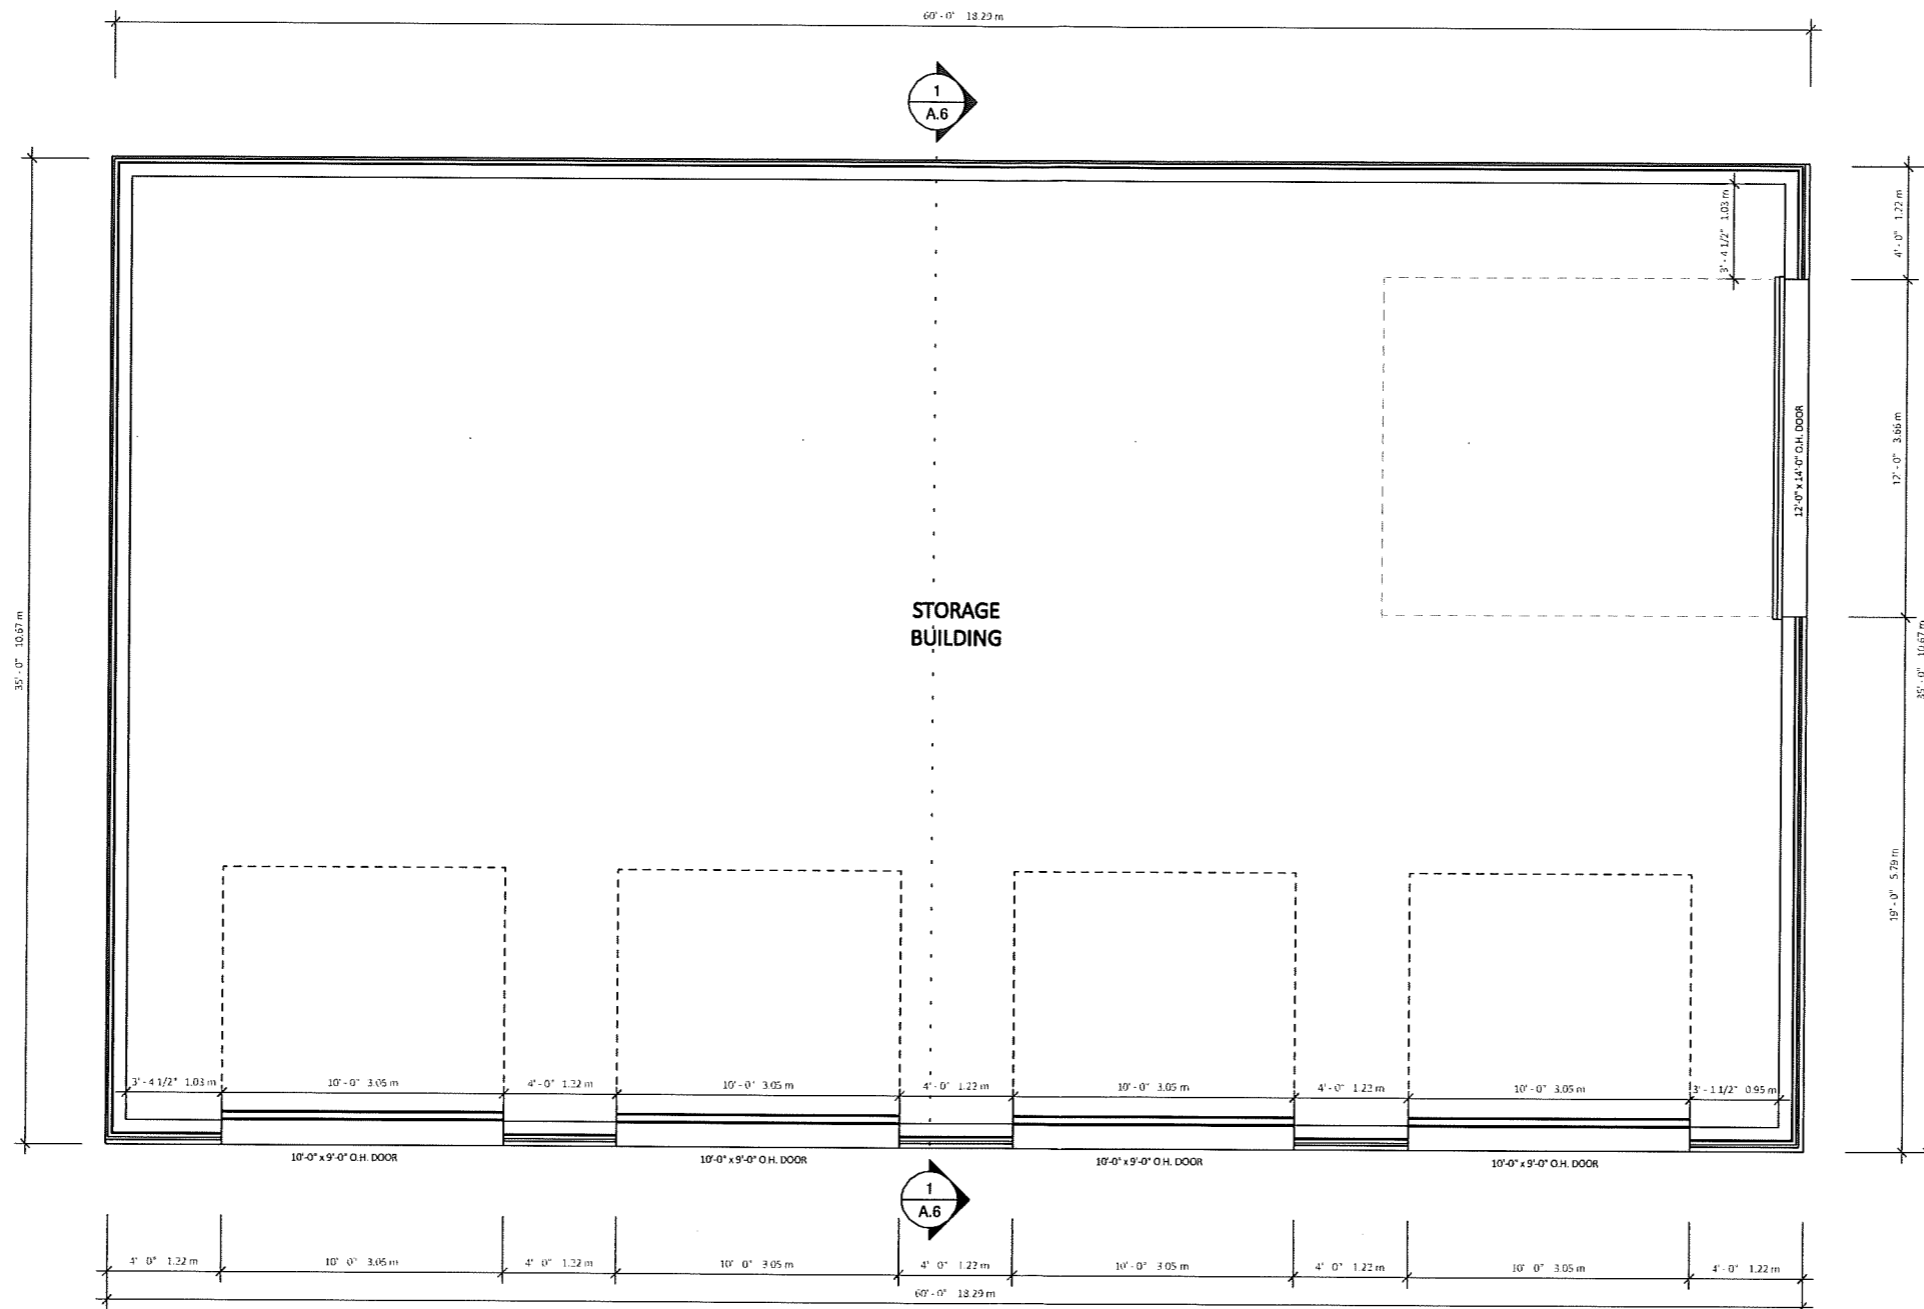 60' - 0" 18.29 m
1
A.6
3' - 4 1/2" 1.03 m
4' - 0" 1.22 m
12'-0" x 14'-0" O.H. DOOR
12' - 0" 3.66 m
35' - 0" 10.67 m
35' - 0" 10.67 m
STORAGE
BUILDING
19' - 0" 5.79 m
3' - 4 1/2" 1.03 m
10' - 0" 3.05 m
4' - 0" 1.22 m
10' - 0" 3.05 m
4' - 0" 1.22 m
10' - 0" 3.05 m
4' - 0" 1.22 m
10' - 0" 3.05 m
3' - 1 1/2" 0.95 m
10'-0" x 9'-0" O.H. DOOR
10'-0" x 9'-0" O.H. DOOR
10'-0" x 9'-0" O.H. DOOR
10'-0" x 9'-0" O.H. DOOR
1
A.6
4' 0" 1.22 m
10' 0" 3.05 m
4' 0" 1.22 m
10' 0" 3.05 m
4' 0" 1.22 m
10' - 0" 3.05 m
4' 0" 1.22 m
10' 0" 3.05 m
4' - 0" 1.22 m
60' - 0" 18.29 m